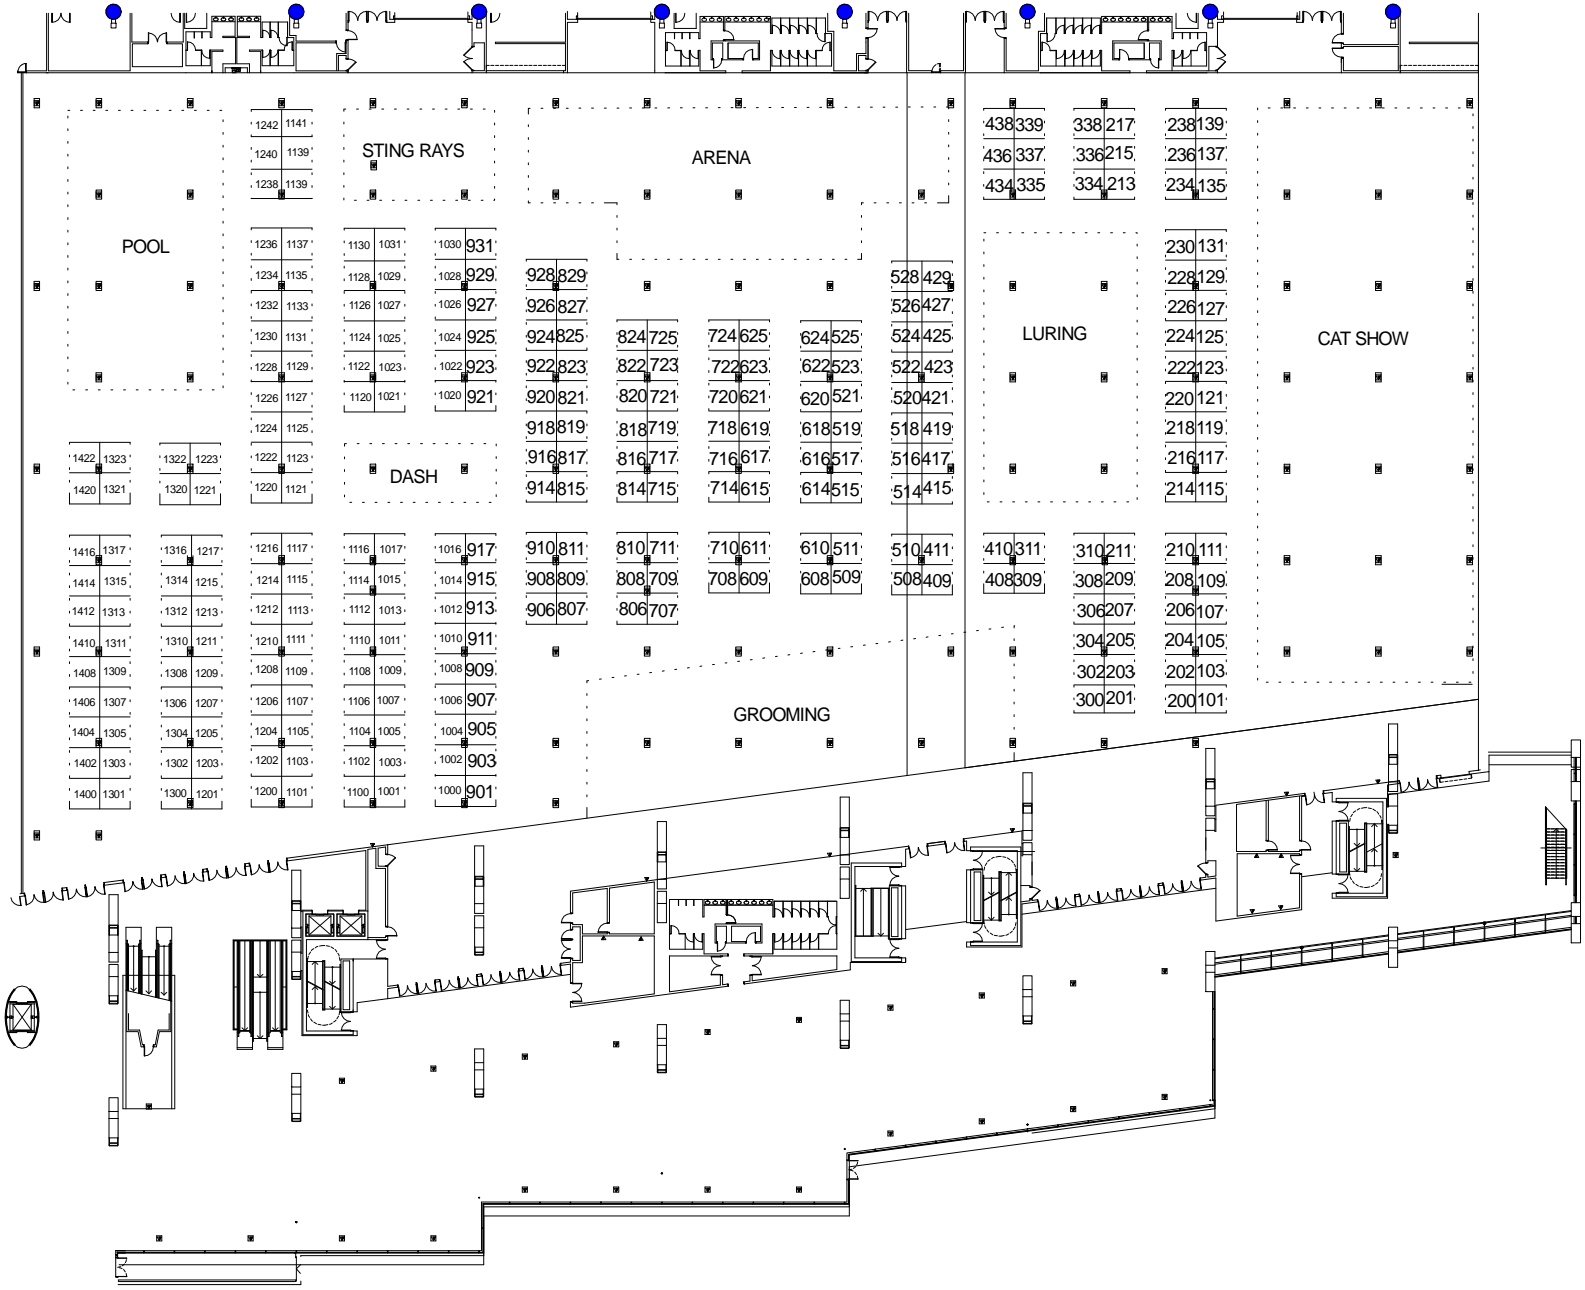 1242 1141 438 339 338 217 238 139
STING RAYS
ARENA
1240 1139 436 337 336 215 236 137
1238 1139 434 335 334 213 234 135
POOL
1236 1137 1130 1031 1030 931 230 131
1234 1135 1128 1029 1028 929 928 829 528 429 228 129
1232 1133 1126 1027 1026 927 926 827 526 427 226 127
LURING
CAT SHOW
1230 1131 1124 1025 1024 925 924 825 824 725 724 625 624 525 524 425 224 125
1228 1129 1122 1023 1022 923 922 823 822 723 722 623 622 523 522 423 222 123
1226 1127 1120 1021 1020 921 920 821 820 721 720 621 620 521 520 421 220 121
1224 1125 918 819 818 719 718 619 618 519 518 419 218 119
1422 1323 1322 1223 1222 1123 916 817 816 717 716 617 616 517 516 417 216 117
DASH
1420 1321 1320 1221 1220 1121 914 815 814 715 714 615 614 515 514 415 214 115
1416 1317 1316 1217 1216 1117 1116 1017 1016 917 910 811 810 711 710 611 610 511 510 411 410 311 310 211 210 111
1414 1315 1314 1215 1214 1115 1114 1015 1014 915 908 809 808 709 708 609 608 509 508 409 408 309 308 209 208 109
1412 1313 1312 1213 1212 1113 1112 1013 1012 913 906 807 806 707 306 207 206 107
1410 1311 1310 1211 1210 1111 1110 1011 1010 911 304 205 204 105
1408 1309 1308 1209 1208 1109 1108 1009 1008 909 302 203 202 103
1406 1307 1306 1207 1206 1107 1106 1007 1006 907 300 201 200 101
GROOMING
1404 1305 1304 1205 1204 1105 1104 1005 1004 905
1402 1303 1302 1203 1202 1103 1102 1003 1002 903
1400 1301 1300 1201 1200 1101 1100 1001 1000 901